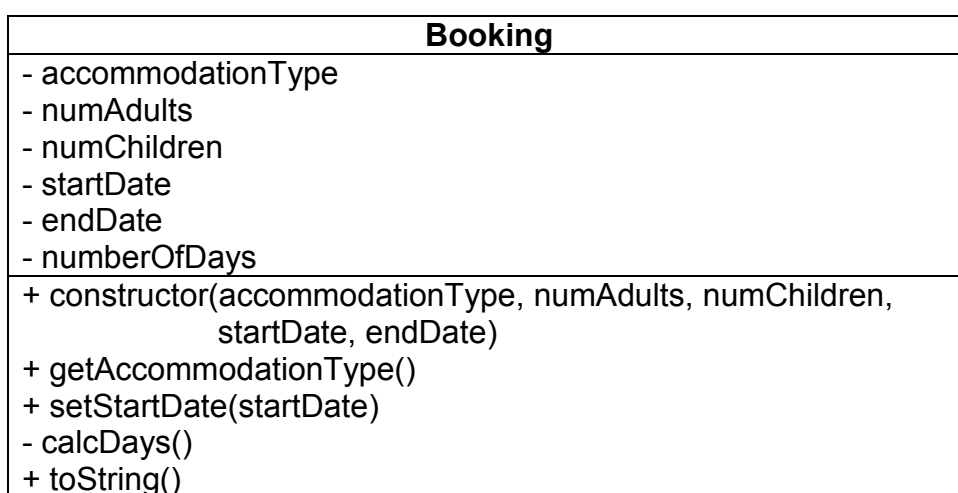 Booking
- accommodationType
- numAdults
- numChildren
- startDate
- endDate
- numberOfDays
+ constructor(accommodationType, numAdults, numChildren,
startDate, endDate)
+ getAccommodationType()
+ setStartDate(startDate)
- calcDays()
+ toString()